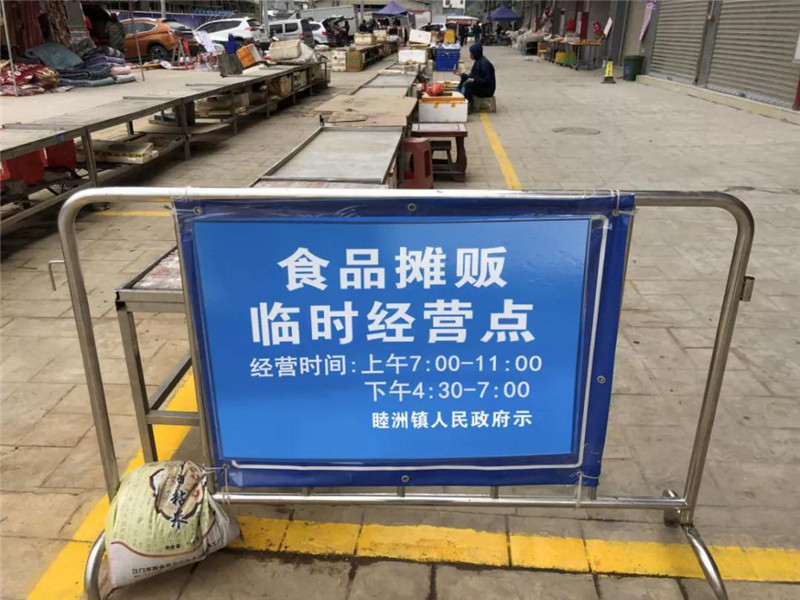 食品摊贩
临时经营点
经营时间:上午7:00-11:00
下午4:30-7:00
睦洲镇人民政府示